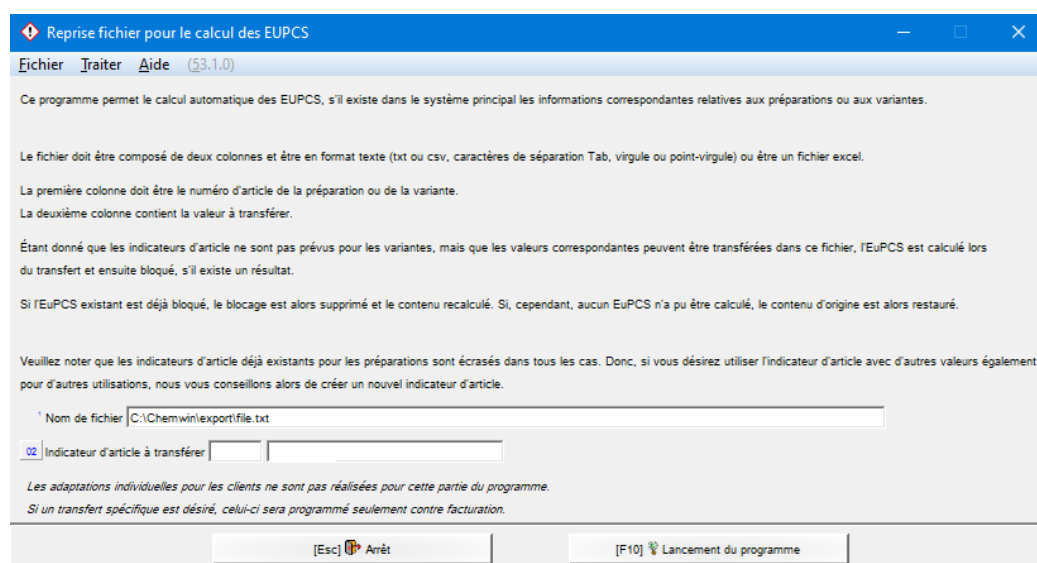 Reprise fichier pour le calcul des EUPCS
Fichier Traiter Aide (53.1.0)
Ce programme permet le calcul automatique des EUPCS, s'il existe dans le système principal les informations correspondantes relatives aux préparations ou aux variantes.
Le fichier doit être composé de deux colonnes et être en format texte (txt ou csv, caractères de séparation Tab, virgule ou point-virgule) ou être un fichier excel.
La première colonne doit être le numéro d'article de la préparation ou de la variante.
La deuxième colonne contient la valeur à transférer.
Étant donné que les indicateurs d'article ne sont pas prévus pour les variantes, mais que les valeurs correspondantes peuvent être transférées dans ce fichier, l'EuPCS est calculé lors
du transfert et ensuite bloqué, s'il existe un résultat.
Si l'EuPCS existant est déjà bloqué, le blocage est alors supprimé et le contenu recalculé. Si, cependant, aucun EuPCS n'a pu être calculé, le contenu d'origine est alors restauré.
Veuillez noter que les indicateurs d'article déjà existants pour les préparations sont écrasés dans tous les cas. Donc, si vous désirez utiliser l'indicateur d'article avec d'autres valeurs également
pour d'autres utilisations, nous vous conseillons alors de créer un nouvel indicateur d'article.
1 Nom de fichier C:\Chemwin\export\file.txt
02 Indicateur d'article à transférer
Les adaptations individuelles pour les clients ne sont pas réalisées pour cette partie du programme.
Si un transfert spécifique est désiré, celui-ci sera programmé seulement contre facturation.
[Esc] Arrêt [F10] Lancement du programme